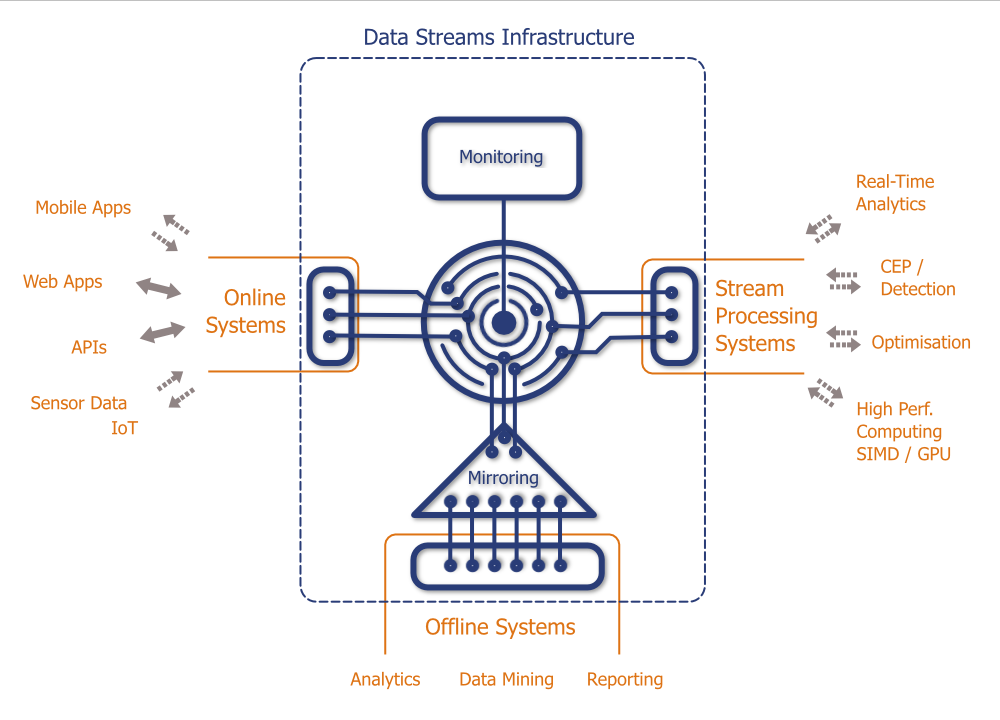 Data Streams Infrastructure
Monitoring
Mobile Apps
Web Apps
APIs
Sensor Data
IoT
Online
Systems
Stream
Processing
Systems
Real-Time
Analytics
CEP /
Detection
Optimisation
High Perf.
Computing
SIMD / GPU
Mirroring
Offline Systems
Analytics
Data Mining
Reporting